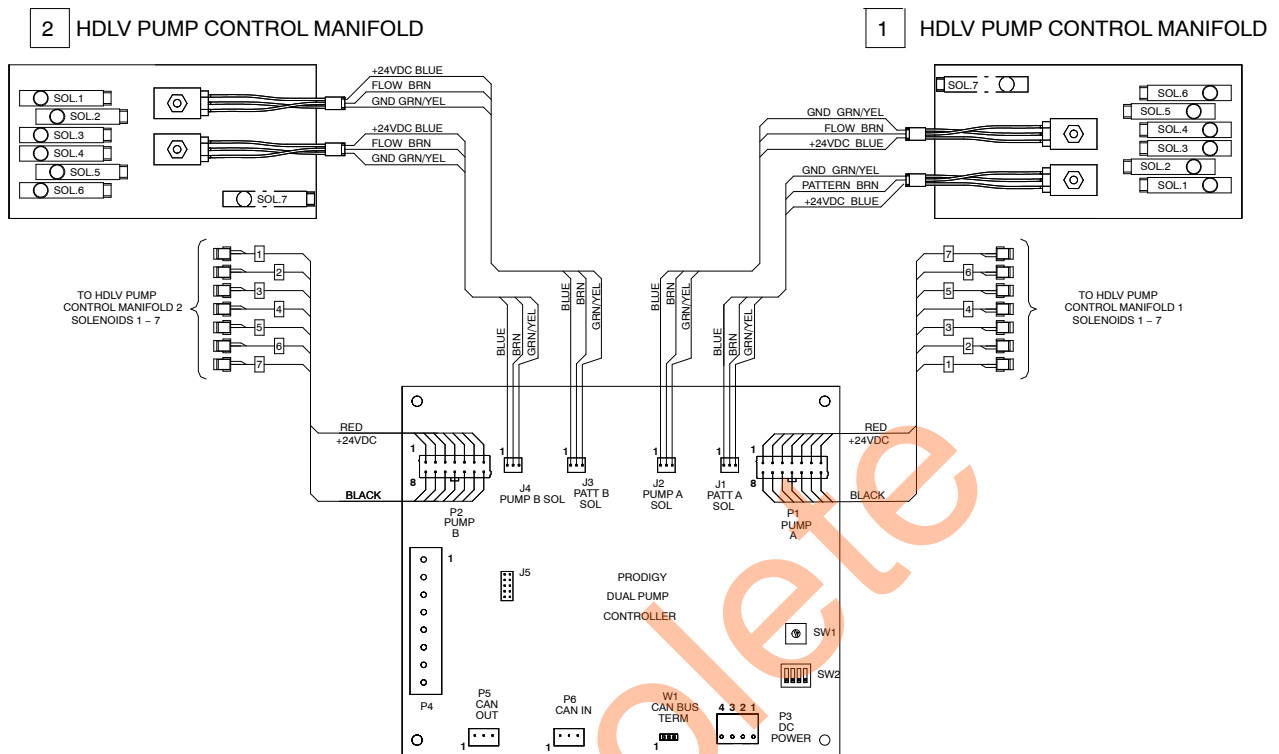 2 HDLV PUMP CONTROL MANIFOLD
1 HDLV PUMP CONTROL MANIFOLD
SOL.1
SOL.2
SOL.3
SOL.4
SOL.5
SOL.6
SOL.7
+24VDC BLUE
FLOW BRN
GND GRN/YEL
+24VDC BLUE
FLOW BRN
GND GRN/YEL
GND GRN/YEL
FLOW BRN
+24VDC BLUE
GND GRN/YEL
PATTERN BRN
+24VDC BLUE
SOL.7
SOL.6
SOL.5
SOL.4
SOL.3
SOL.2
SOL.1
TO HDLV PUMP
CONTROL MANIFOLD 2
SOLENOIDS 1 – 7
1
2
3
4
5
6
7
BLUE
BRN
GRN/YEL
BLUE
BRN
GRN/YEL
BLUE
BRN
GRN/YEL
BLUE
BRN
GRN/YEL
7
6
5
4
3
2
1
TO HDLV PUMP
CONTROL MANIFOLD 1
SOLENOIDS 1 – 7
RED
+24VDC
BLACK
1
8
P2
PUMP
B
1
J4
PUMP B SOL
1
J3
PATT B
SOL
1
J2
PUMP A
SOL
1
J1
PATT A
SOL
1
8
P1
PUMP
A
RED
+24VDC
BLACK
1
P4
J5
PRODIGY
DUAL PUMP
CONTROLLER
SW1
SW2
P5
CAN
OUT
1
P6
CAN IN
1
W1
CAN BUS
TERM
1
4 3 2 1
P3
DC
POWER
olete